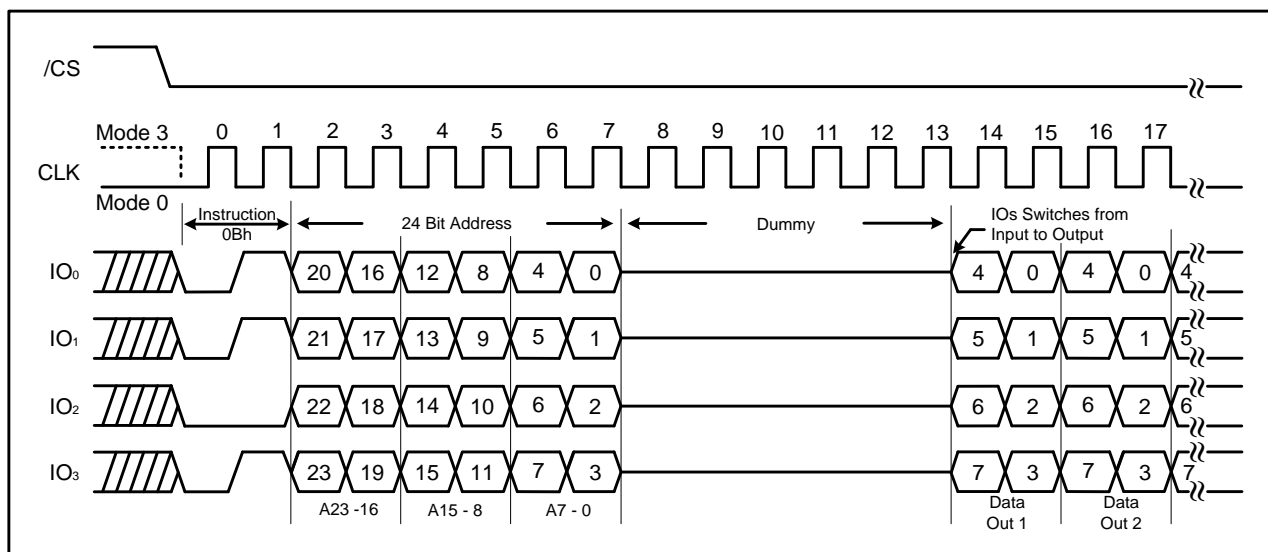 /CS
Mode 3 0 1 2 3 4 5 6 7 8 9 10 11 12 13 14 15 16 17
CLK
Mode 0
Instruction 24 Bit Address Dummy IOs Switches from
0Bh Input to Output
IO₀ 20 16 12 8 4 0 4 0 4 0 4
IO₁ 21 17 13 9 5 1 5 1 5 1 5
IO₂ 22 18 14 10 6 2 6 2 6 2 6
IO₃ 23 19 15 11 7 3 7 3 7 3 7
A23 -16 A15 - 8 A7 - 0 Data Data
Out 1 Out 2